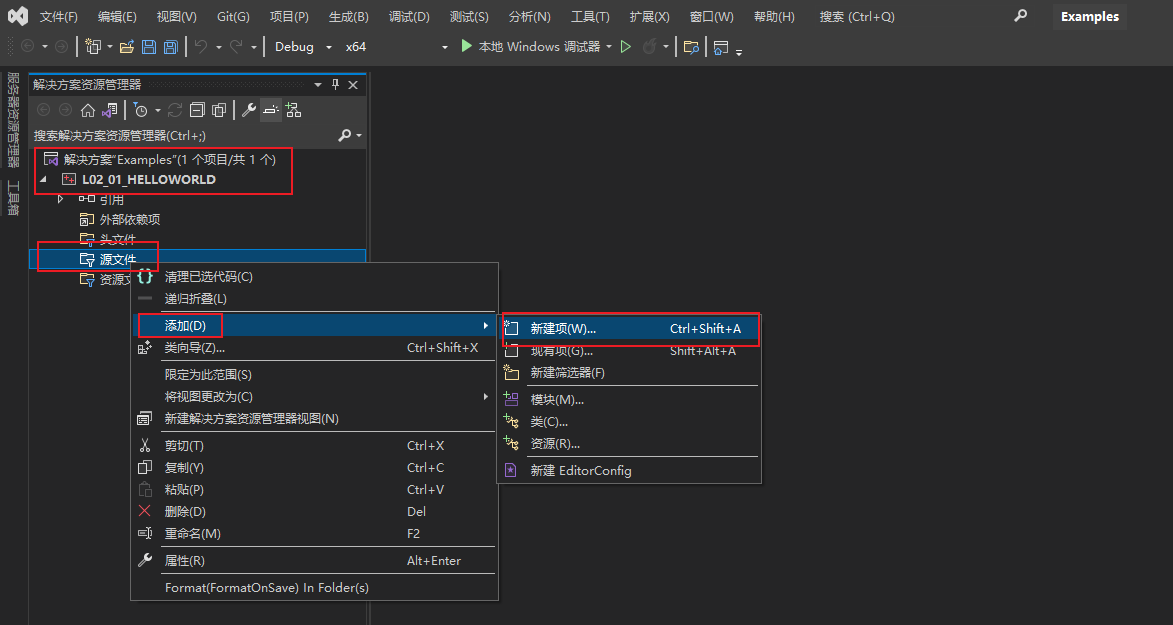 文件(F) 编辑(E) 视图(V) Git(G) 项目(P) 生成(B) 调试(D) 测试(S) 分析(N) 工具(T) 扩展(X) 窗口(W) 帮助(H) 搜索 (Ctrl+Q) Examples
Debug x64 本地 Windows 调试器
服务器资源管理器
工具箱
解决方案资源管理器
搜索解决方案资源管理器(Ctrl+;)
解决方案"Examples"(1 个项目/共 1 个)
L02_01_HELLOWORLD
引用
外部依赖项
头文件
源文件
资源文
清理已选代码(C)
递归折叠(L)
添加(D)
类向导(Z)... Ctrl+Shift+X
限定为此范围(S)
将视图更改为(C)
新建解决方案资源管理器视图(N)
剪切(T) Ctrl+X
复制(Y) Ctrl+C
粘贴(P) Ctrl+V
删除(D) Del
重命名(M) F2
属性(R) Alt+Enter
Format(FormatOnSave) In Folder(s)
新建项(W)... Ctrl+Shift+A
现有项(G)... Shift+Alt+A
新建筛选器(F)
模块(M)...
类(C)...
资源(R)...
新建 EditorConfig